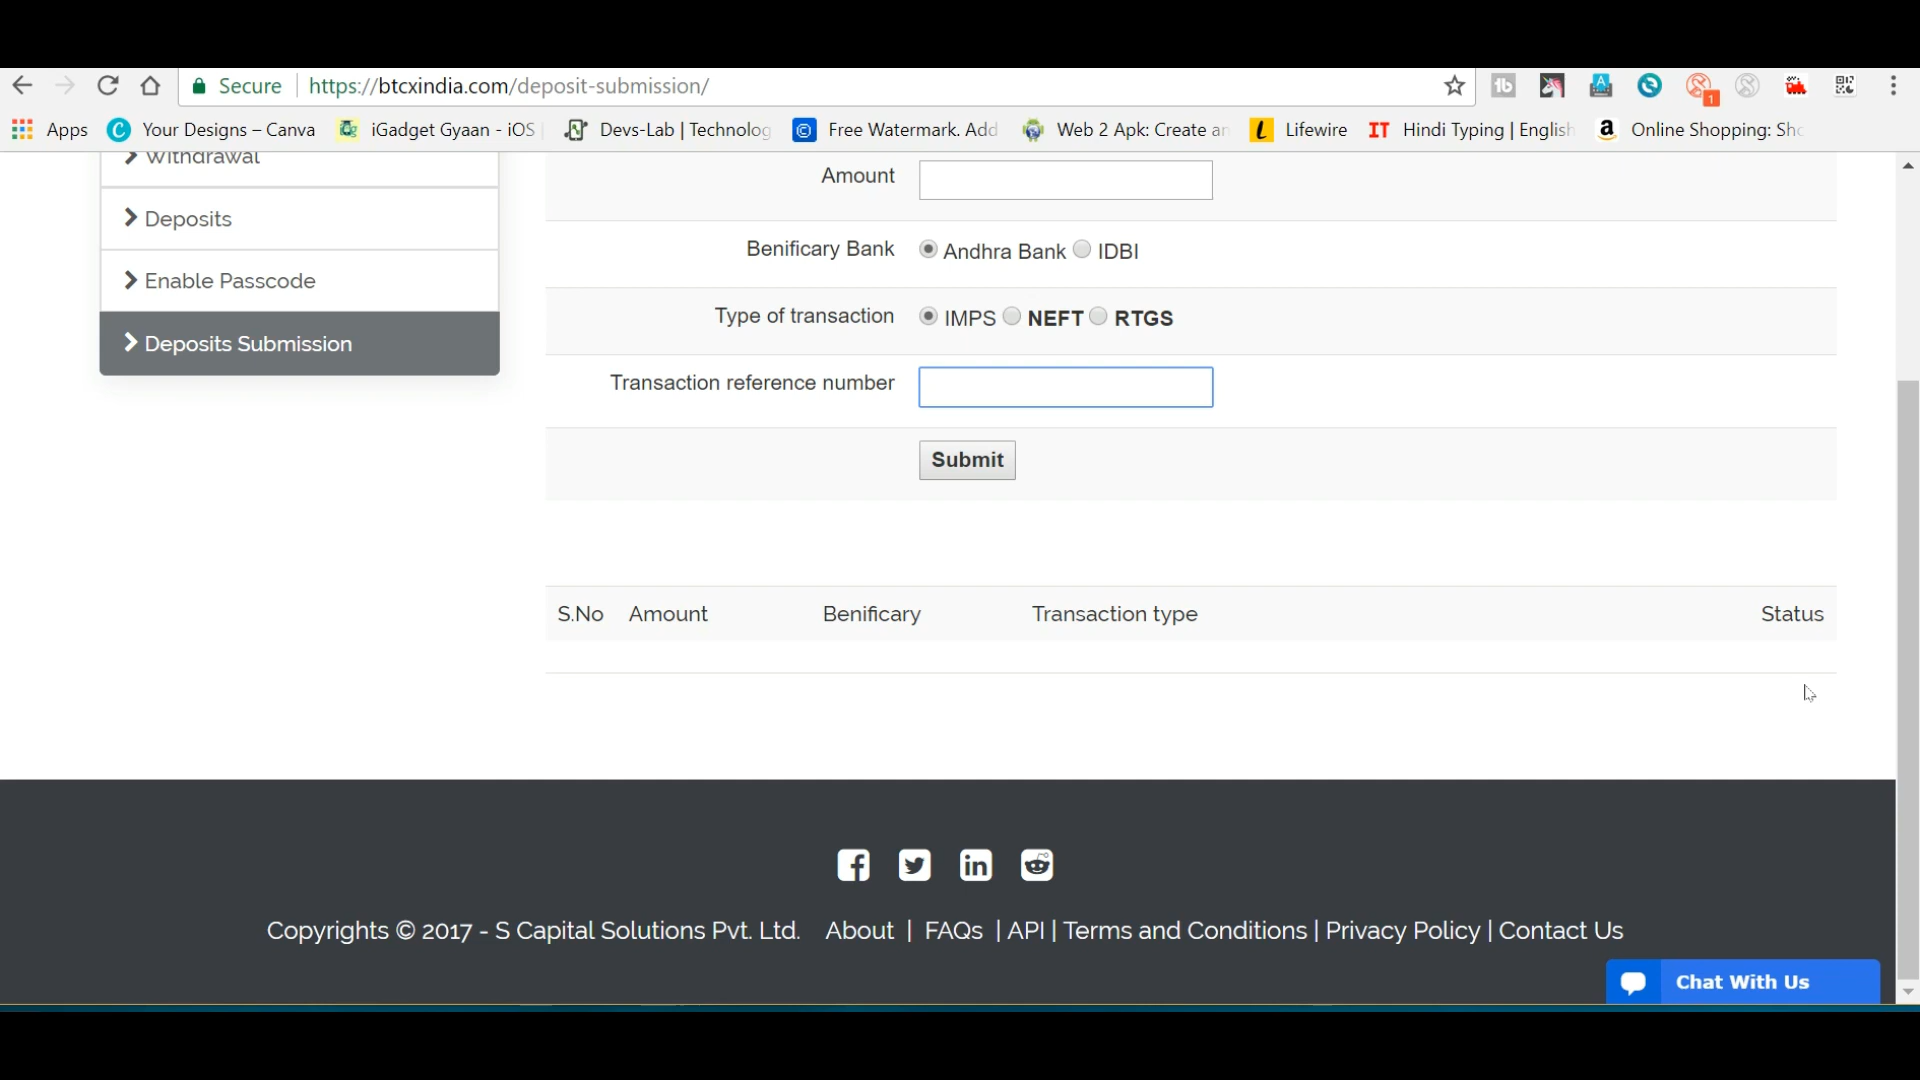 Secure https://btcxindia.com/deposit-submission/
Apps Your Designs – Canva iGadget Gyaan - iOS Devs-Lab | Technolog Free Watermark. Add Web 2 Apk: Create an Lifewire IT Hindi Typing | English Online Shopping: Sho
Withdrawal
Amount
Deposits
Benificary Bank Andhra Bank IDBI
Enable Passcode
Type of transaction IMPS NEFT RTGS
Deposits Submission
Transaction reference number
Submit
S.No Amount Benificary Transaction type Status
Copyrights © 2017 - S Capital Solutions Pvt. Ltd. About | FAQs | API | Terms and Conditions | Privacy Policy | Contact Us
Chat With Us